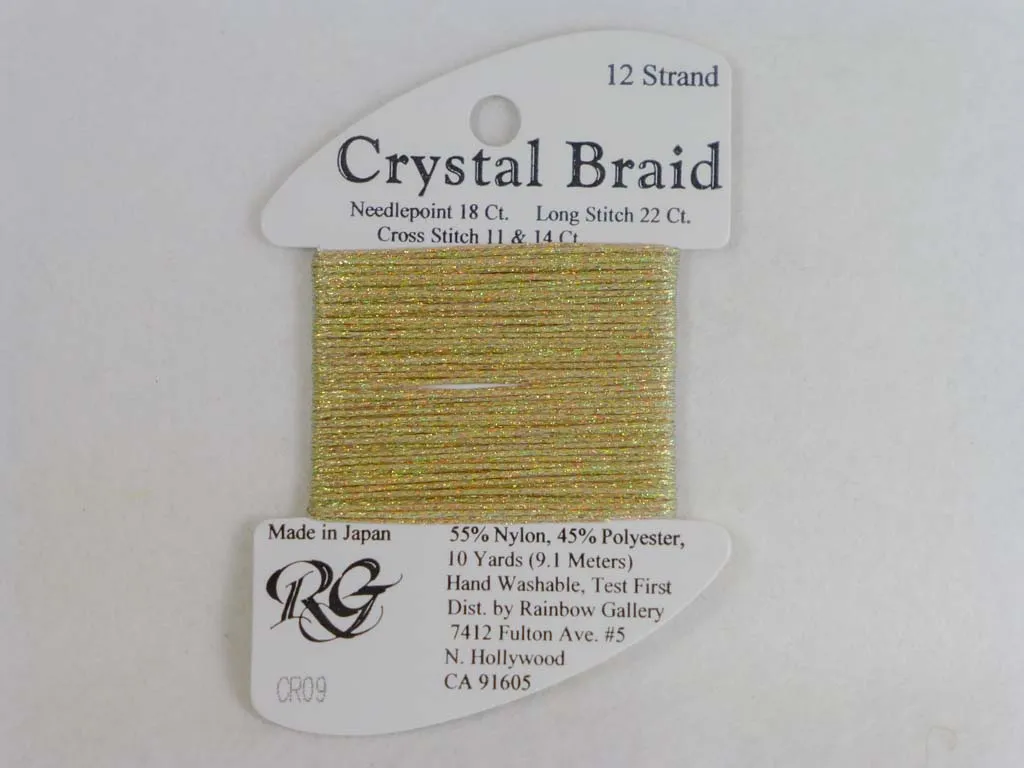 12 Strand
Crystal Braid
Needlepoint 18 Ct. Long Stitch 22 Ct.
Cross Stitch 11 & 14 Ct.
Made in Japan
RG
CR09
55% Nylon, 45% Polyester,
10 Yards (9.1 Meters)
Hand Washable, Test First
Dist. by Rainbow Gallery
7412 Fulton Ave. #5
N. Hollywood
CA 91605